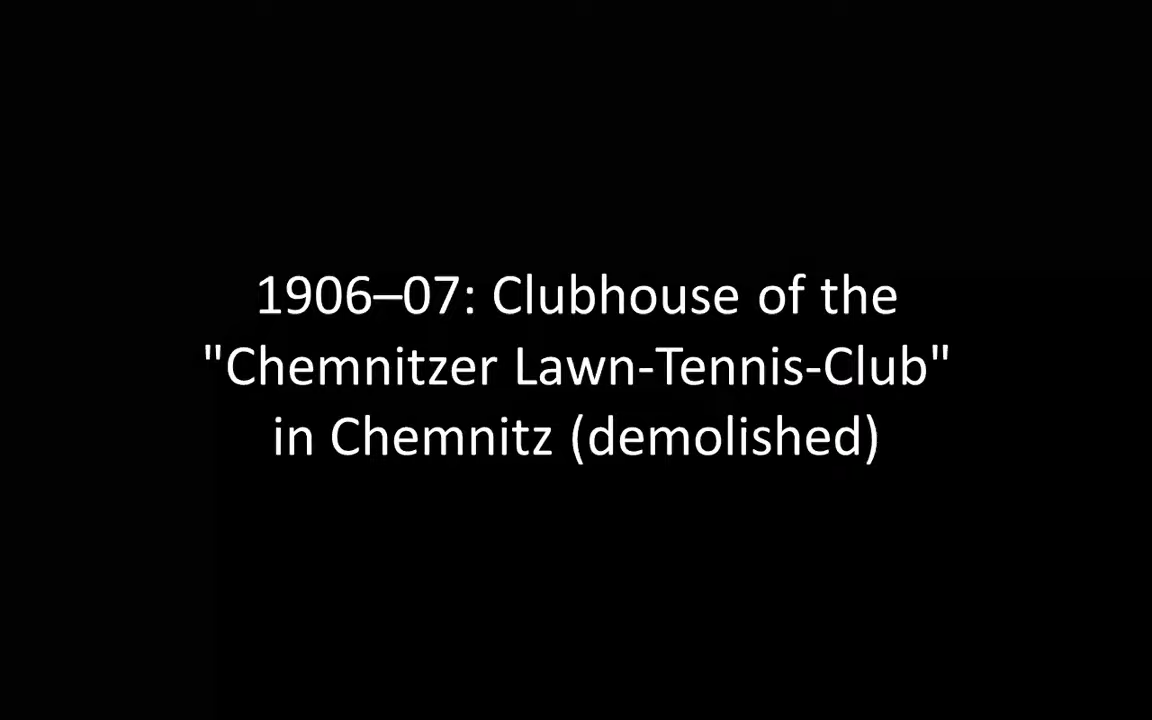 1906–07: Clubhouse of the
"Chemnitzer Lawn-Tennis-Club"
in Chemnitz (demolished)